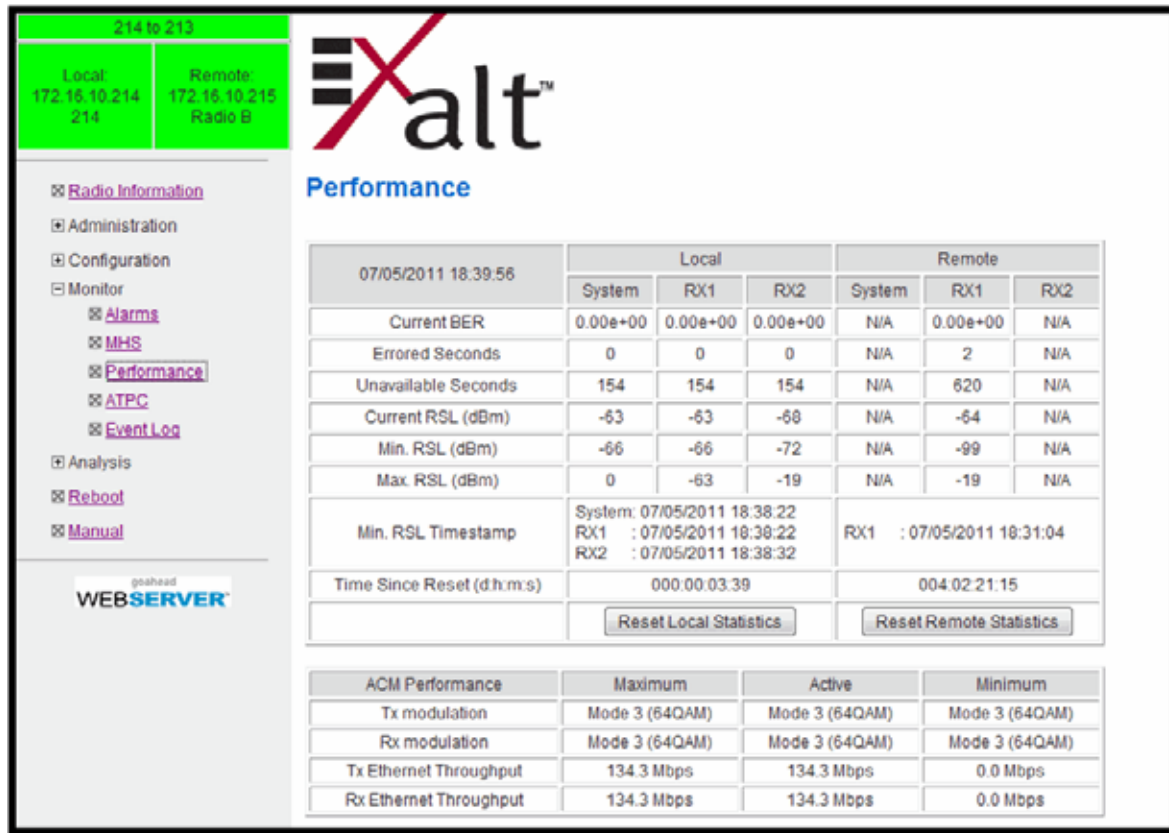 214 to 213
Local:
172.16.10.214
214
Remote:
172.16.10.215
Radio B
Exalt™
Radio Information
Administration
Configuration
Monitor
Alarms
MHS
Performance
ATPC
Event Log
Analysis
Reboot
Manual
goahead
WEBSERVER
Performance
07/05/2011 18:39:56 Local Remote
System RX1 RX2 System RX1 RX2
Current BER 0.00e+00 0.00e+00 0.00e+00 N/A 0.00e+00 N/A
Errored Seconds 0 0 0 N/A 2 N/A
Unavailable Seconds 154 154 154 N/A 620 N/A
Current RSL (dBm) -63 -63 -68 N/A -64 N/A
Min. RSL (dBm) -66 -66 -72 N/A -99 N/A
Max. RSL (dBm) 0 -63 -19 N/A -19 N/A
Min. RSL Timestamp
System: 07/05/2011 18:38:22
RX1 : 07/05/2011 18:38:22
RX2 : 07/05/2011 18:38:32
RX1 : 07/05/2011 18:31:04
Time Since Reset (d:h:m:s) 000:00:03:39 004:02:21:15
Reset Local Statistics Reset Remote Statistics
ACM Performance Maximum Active Minimum
Tx modulation Mode 3 (64QAM) Mode 3 (64QAM) Mode 3 (64QAM)
Rx modulation Mode 3 (64QAM) Mode 3 (64QAM) Mode 3 (64QAM)
Tx Ethernet Throughput 134.3 Mbps 134.3 Mbps 0.0 Mbps
Rx Ethernet Throughput 134.3 Mbps 134.3 Mbps 0.0 Mbps